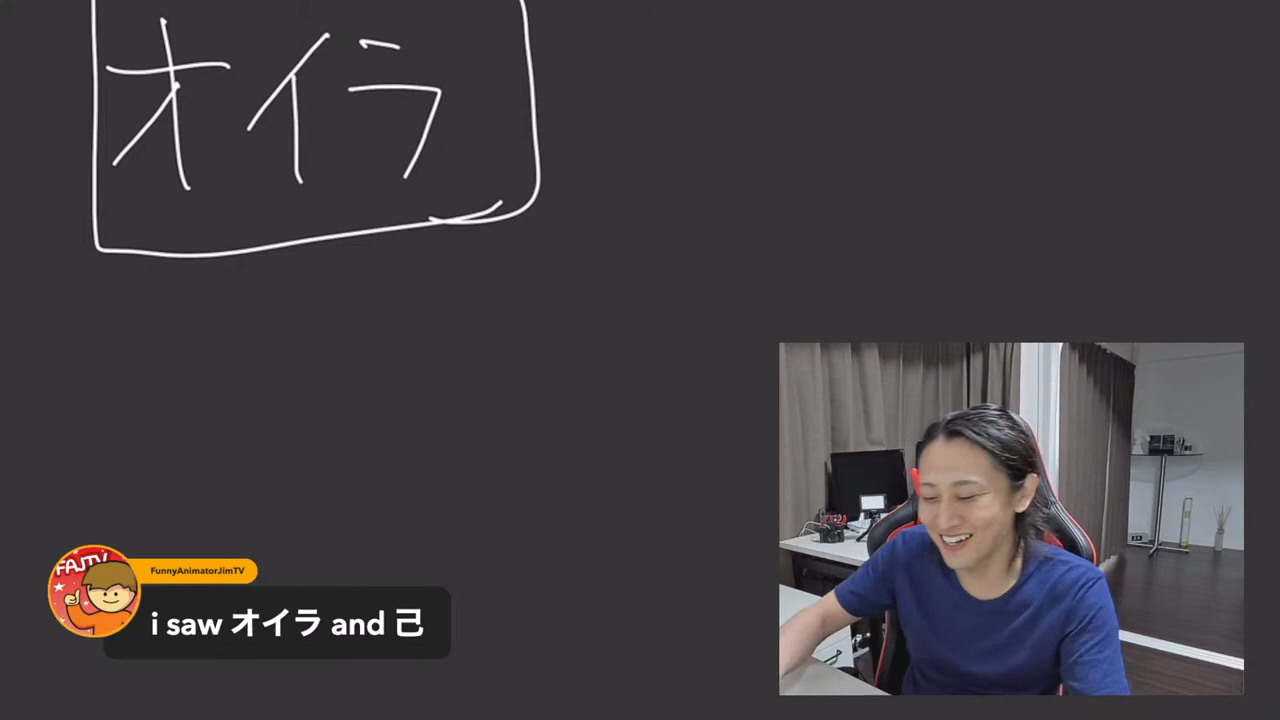 オイラ
FAJTV
FunnyAnimatorJimTV
i saw オイラ and 己